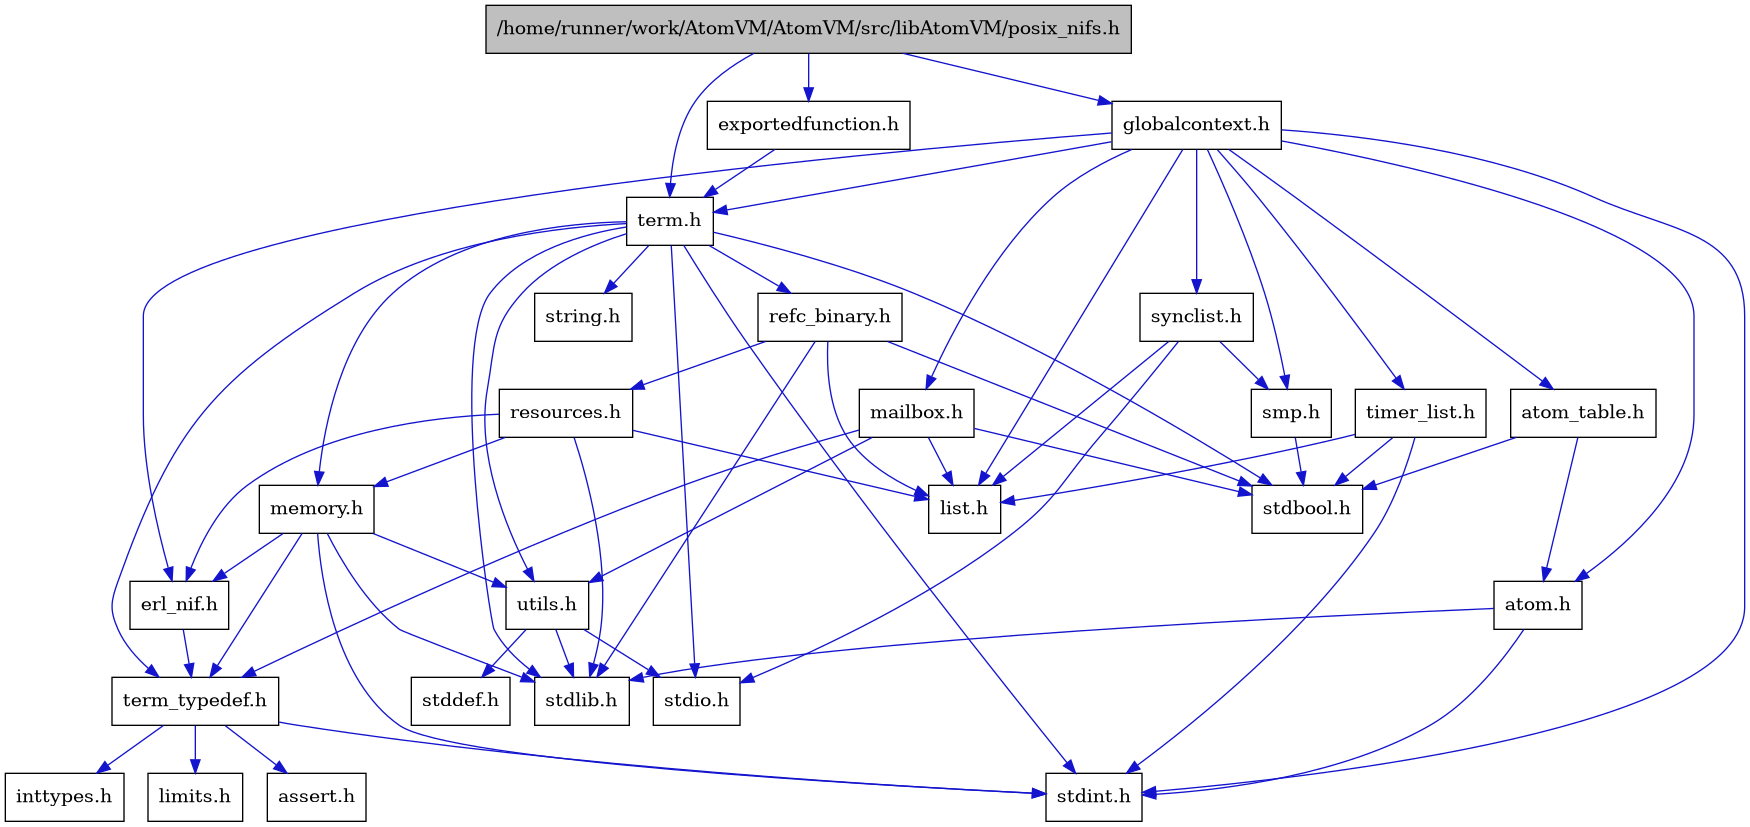 /home/runner/work/AtomVM/AtomVM/src/libAtomVM/posix_nifs.h
exportedfunction.h
globalcontext.h
term.h
string.h
refc_binary.h
synclist.h
resources.h
mailbox.h
smp.h
timer_list.h
atom_table.h
memory.h
list.h
stdbool.h
erl_nif.h
utils.h
atom.h
term_typedef.h
stddef.h
stdlib.h
stdio.h
inttypes.h
limits.h
assert.h
stdint.h